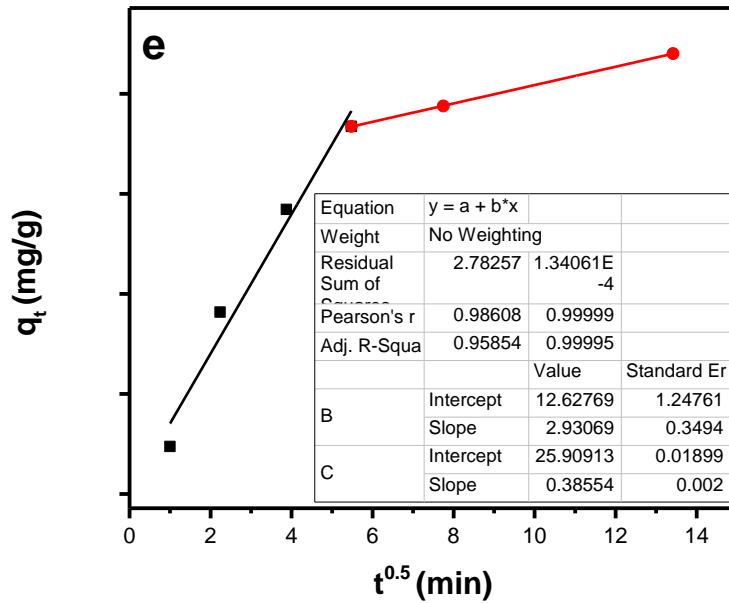 e
q_t (mg/g)
Equation y = a + b*x
Weight No Weighting
Residual 2.78257 1.34061E
Sum of -4
Pearson's r 0.98608 0.99999
Adj. R-Squa 0.95854 0.99995
Value Standard Er
B Intercept 12.62769 1.24761
Slope 2.93069 0.3494
C Intercept 25.90913 0.01899
Slope 0.38554 0.002
0 2 4 6 8 10 12 14
t^0.5 (min)